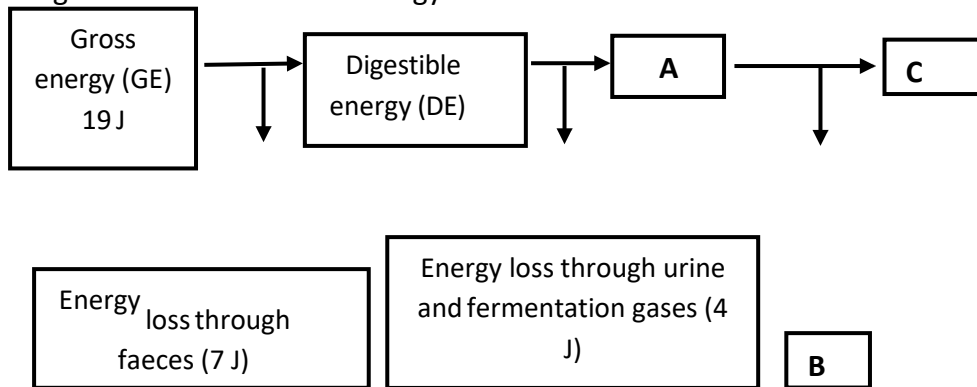 Gross
energy (GE)
19 J
Digestible
energy (DE)
A
C
Energy loss through
faeces (7 J)
Energy loss through urine
and fermentation gases (4
J)
B